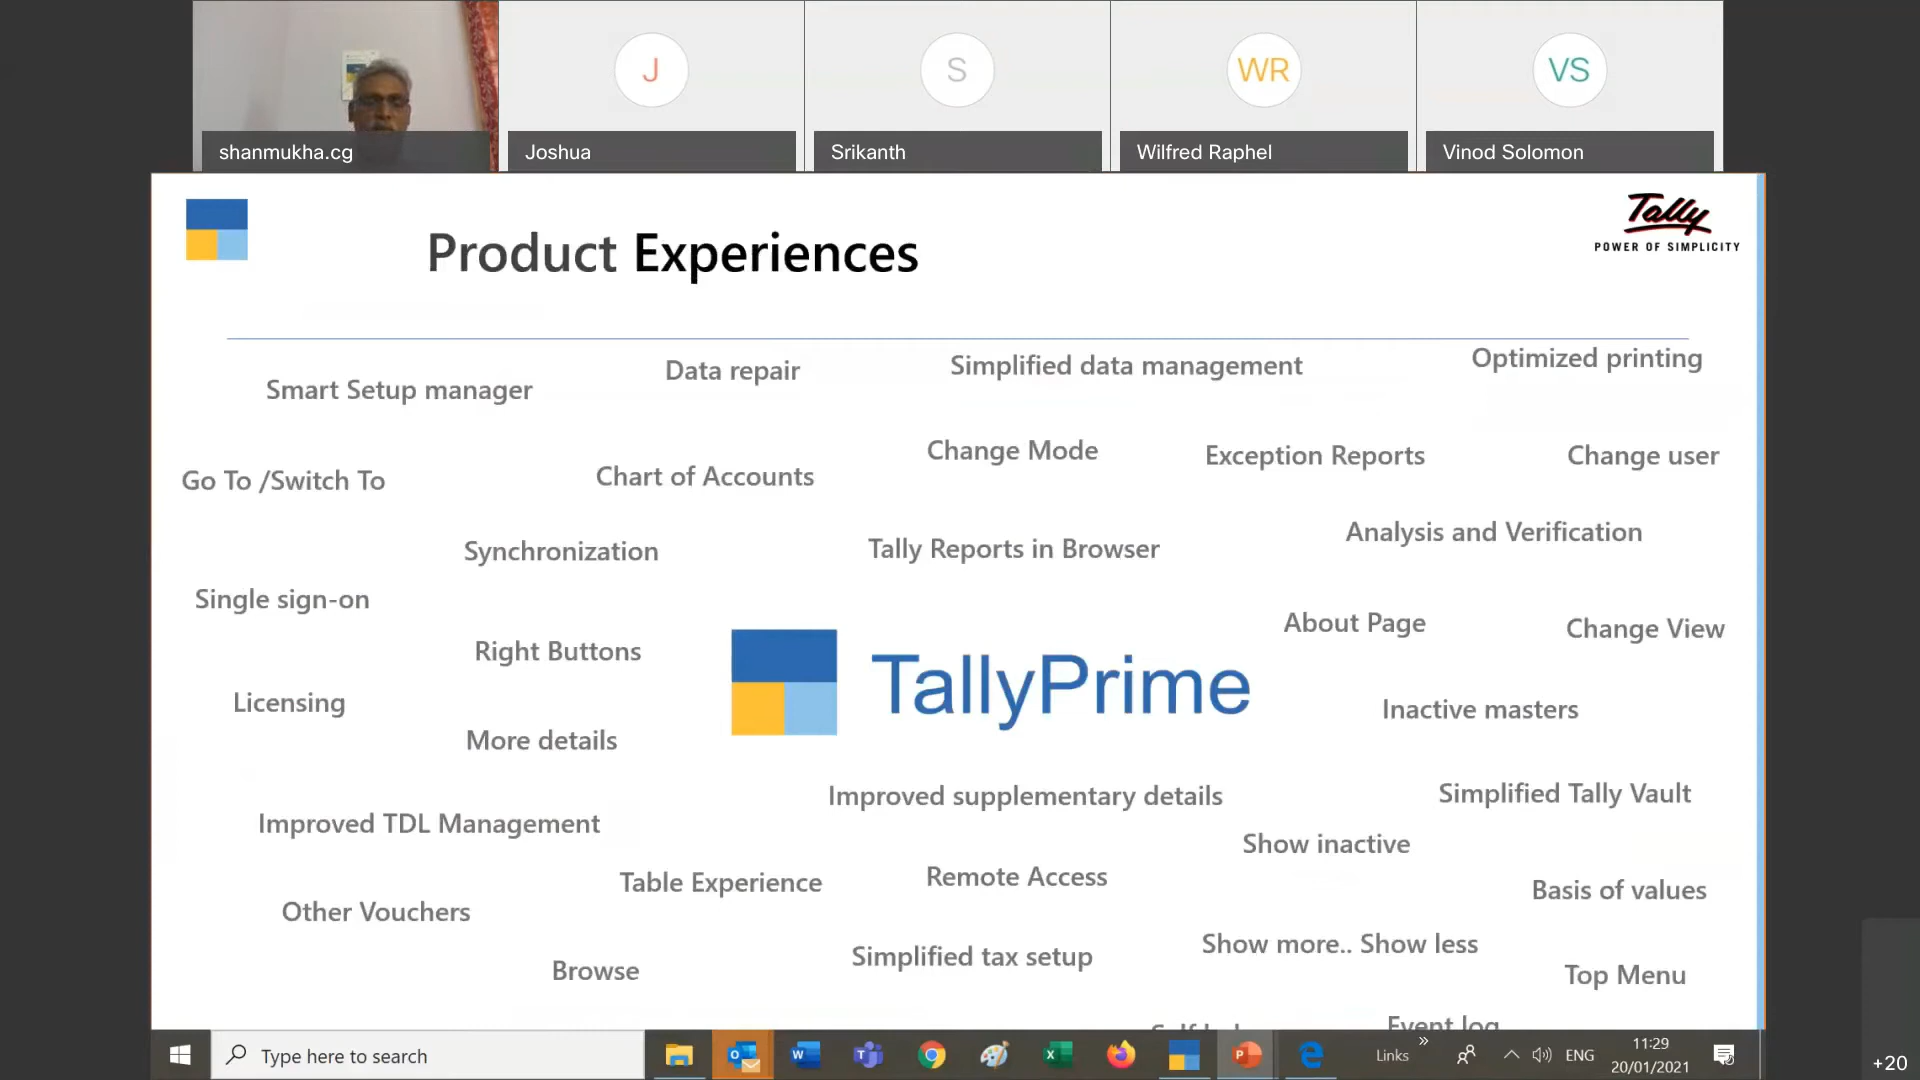 J
S
WR
VS
shanmukha.cg
Joshua
Srikanth
Wilfred Raphel
Vinod Solomon
Tally
POWER OF SIMPLICITY
Product Experiences
Smart Setup manager
Data repair
Simplified data management
Optimized printing
Go To /Switch To
Chart of Accounts
Change Mode
Exception Reports
Change user
Synchronization
Tally Reports in Browser
Analysis and Verification
Single sign-on
Right Buttons
About Page
Change View
TallyPrime
Licensing
More details
Inactive masters
Improved supplementary details
Simplified Tally Vault
Improved TDL Management
Show inactive
Table Experience
Remote Access
Basis of values
Other Vouchers
Browse
Simplified tax setup
Show more.. Show less
Top Menu
Event log
Type here to search
Links
ENG
11:29
20/01/2021
+20